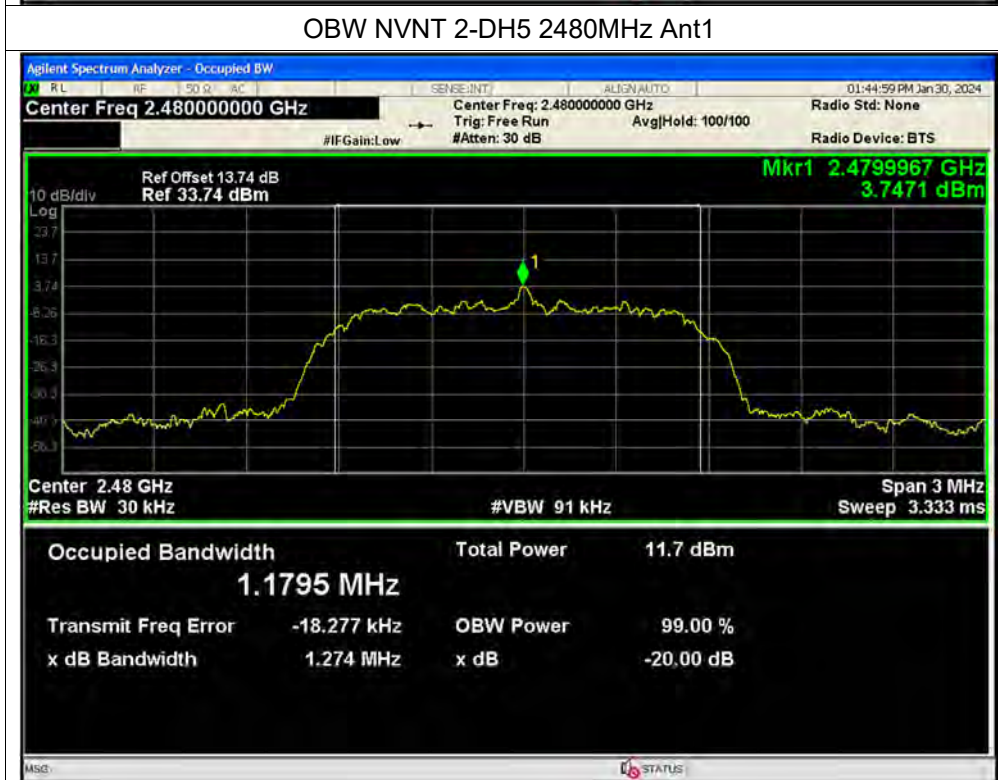 OBW NVNT 2-DH5 2480MHz Ant1
Agilent Spectrum Analyzer - Occupied BW
RL RF 50 Ω AC SENSE:INT ALIGN AUTO 01:44:59 PM Jan 30, 2024
Center Freq 2.480000000 GHz Center Freq: 2.480000000 GHz Radio Std: None
Trig: Free Run Avg|Hold: 100/100
#IFGain:Low #Atten: 30 dB Radio Device: BTS
Mkr1 2.4799967 GHz
3.7471 dBm
Ref Offset 13.74 dB
10 dB/div Ref 33.74 dBm
Log
23.7
13.7
1
3.74
-6.26
-16.3
-26.3
-36.3
-46.3
-56.3
Center 2.48 GHz Span 3 MHz
#Res BW 30 kHz #VBW 91 kHz Sweep 3.333 ms
Occupied Bandwidth Total Power 11.7 dBm
1.1795 MHz
Transmit Freq Error -18.277 kHz OBW Power 99.00 %
x dB Bandwidth 1.274 MHz x dB -20.00 dB
MSG STATUS